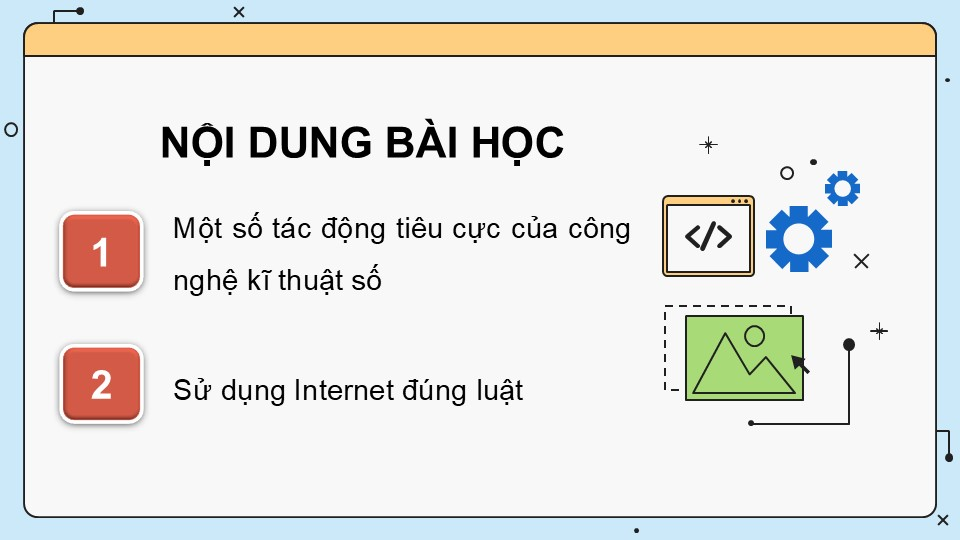 NỘI DUNG BÀI HỌC
1
Một số tác động tiêu cực của công
nghệ kĩ thuật số
</>
2
Sử dụng Internet đúng luật